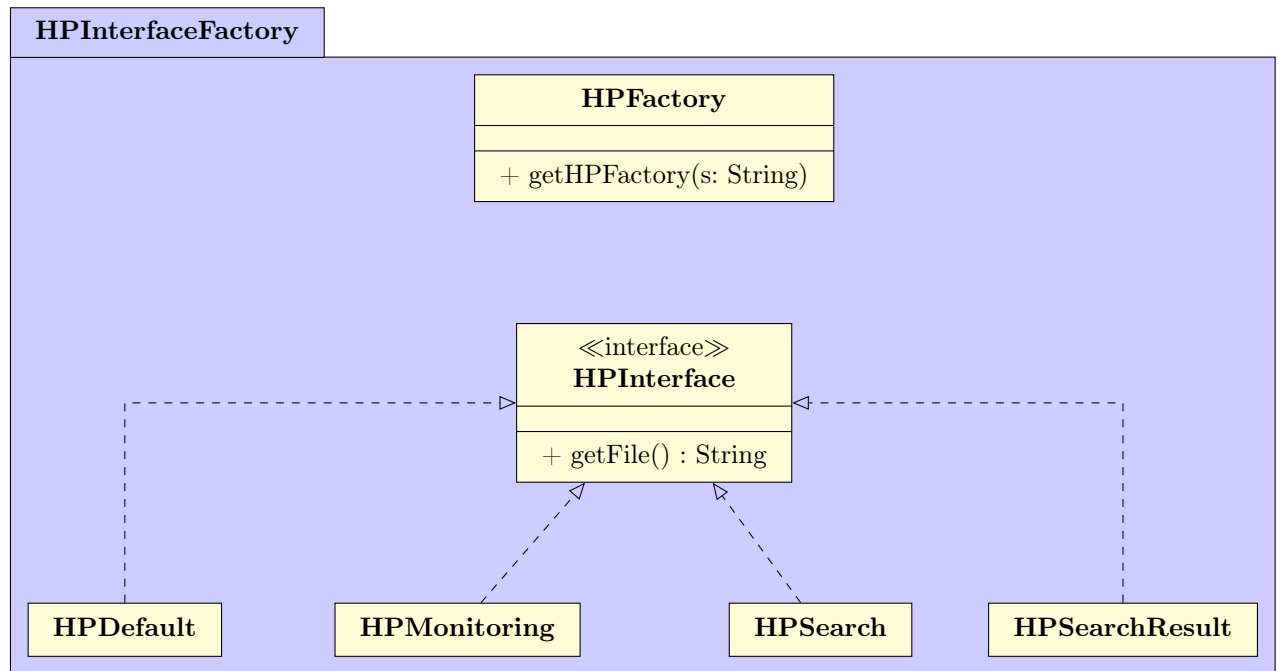 HPInterfaceFactory
HPFactory
+ getHPFactory(s: String)
≪interface≫
HPInterface
+ getFile() : String
HPDefault
HPMonitoring
HPSearch
HPSearchResult